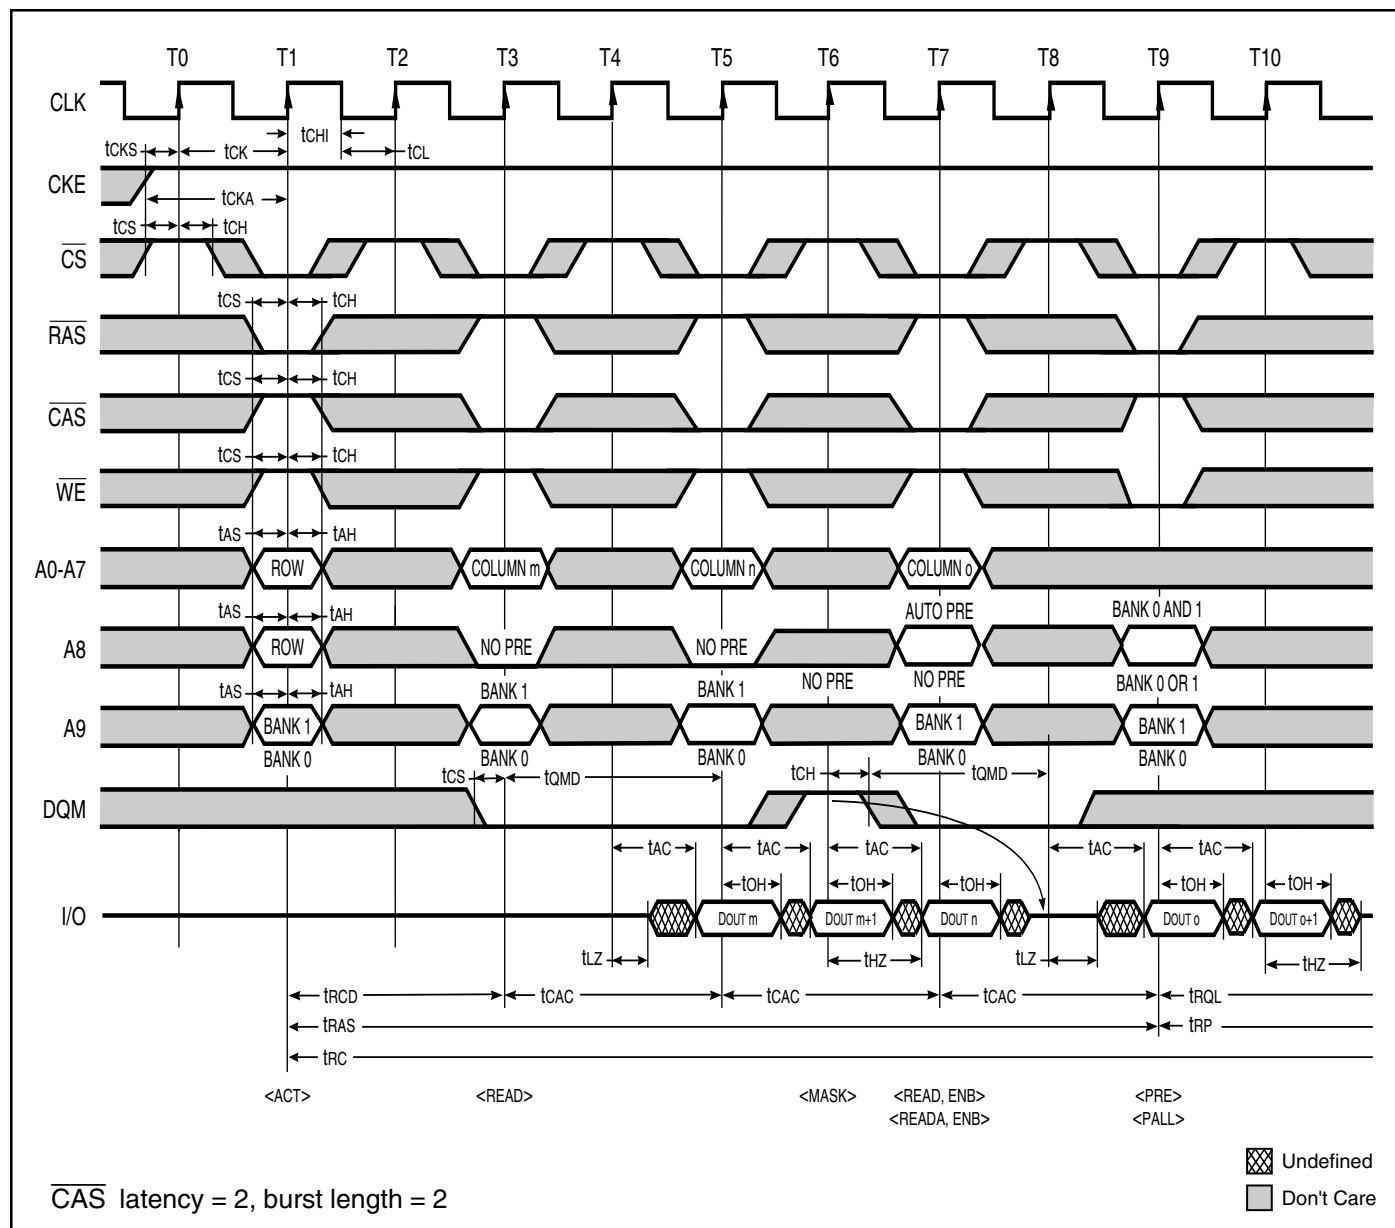 T0 T1 T2 T3 T4 T5 T6 T7 T8 T9 T10
CLK
tCHI
tCKS tCK tCL
CKE
tCKA
tCS tCH
CS
tCS tCH
RAS
tCS tCH
CAS
tCS tCH
WE
tAS tAH
A0-A7 ROW COLUMN m COLUMN n COLUMN o
tAS tAH AUTO PRE BANK 0 AND 1
A8 ROW NO PRE NO PRE
NO PRE NO PRE BANK 0 OR 1
tAS tAH BANK 1 BANK 1
A9 BANK 1 BANK 1 BANK 1
BANK 0 BANK 0 BANK 0 BANK 0 BANK 0
tCS tQMD tCH tQMD
DQM
tAC tAC tAC tAC tAC
tOH tOH tOH tOH tOH
I/O DOUT m DOUT m+1 DOUT n DOUT o DOUT o+1
tLZ tHZ tLZ tHZ
tRCD tCAC tCAC tCAC tRQL
tRAS tRP
tRC
<ACT> <READ> <MASK> <READ, ENB> <PRE>
<READA, ENB> <PALL>
Undefined
Don't Care
CAS latency = 2, burst length = 2